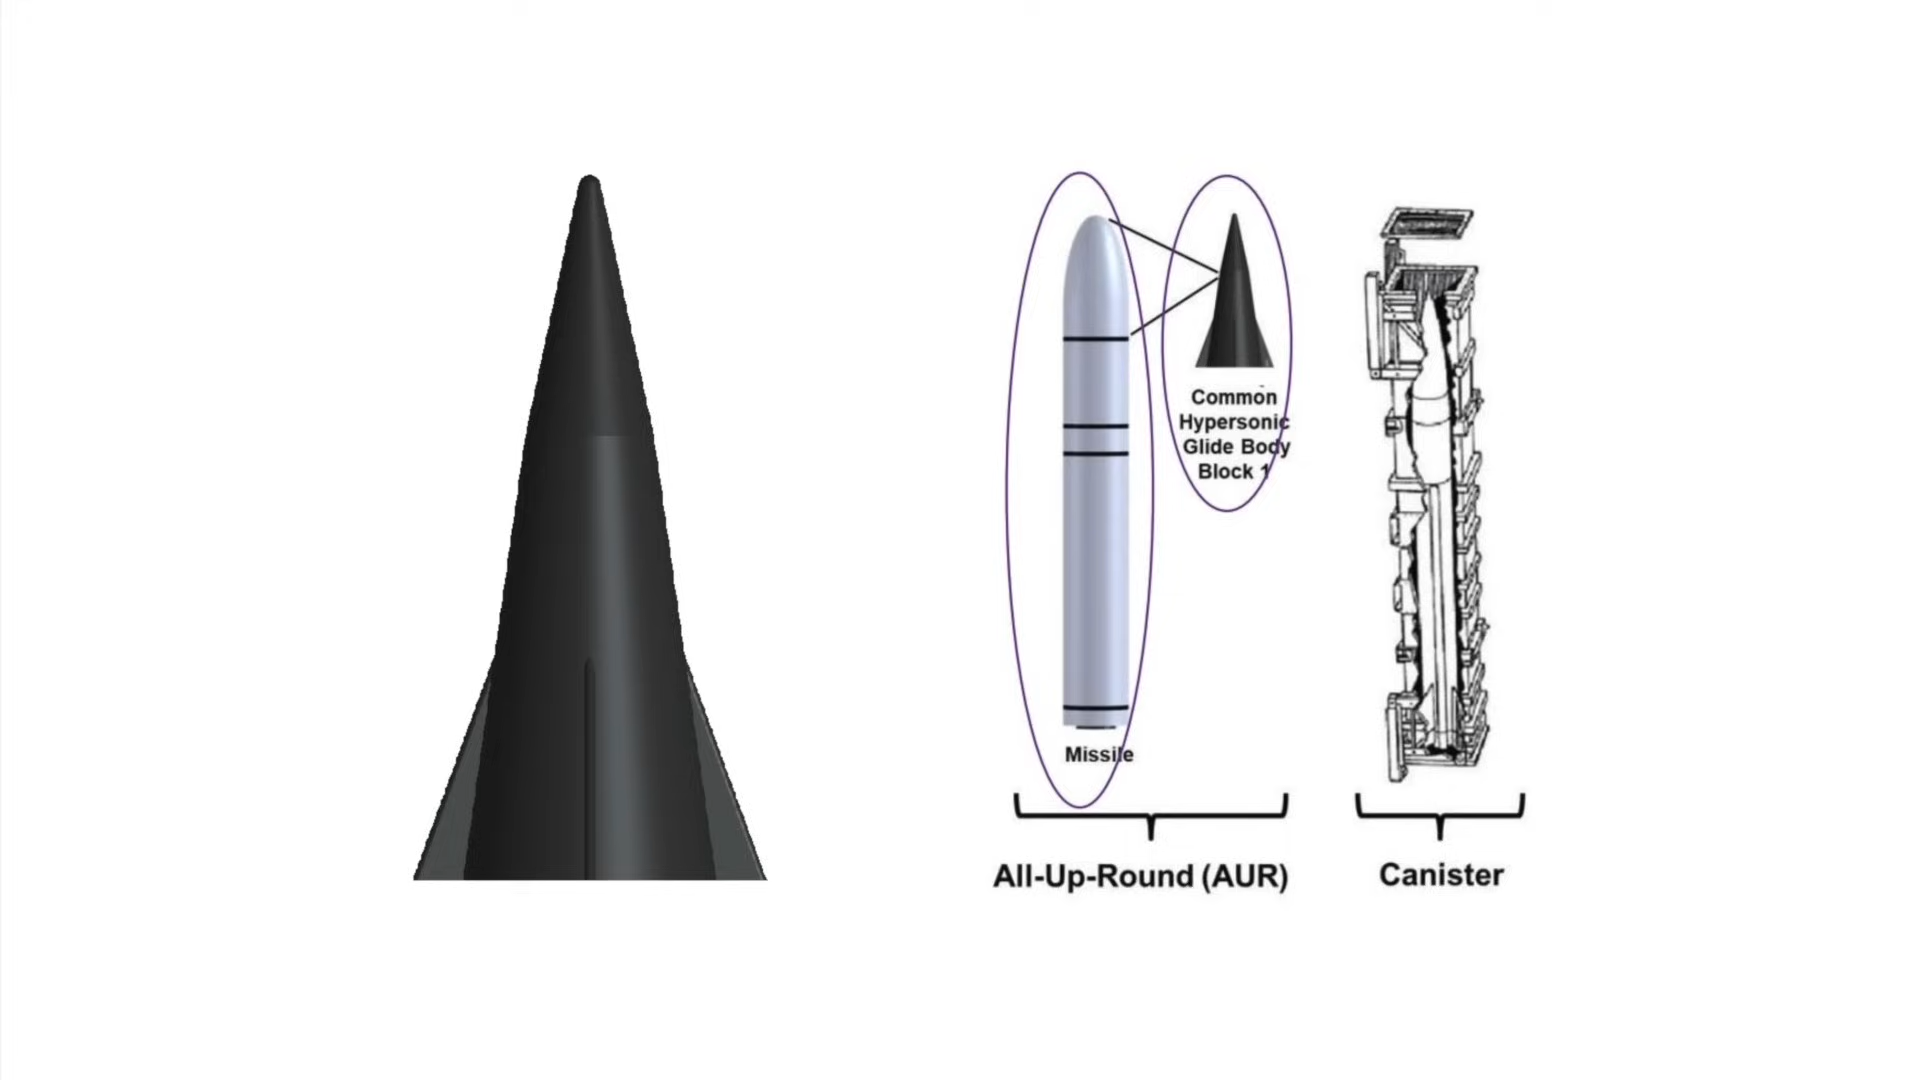 Common
Hypersonic
Glide Body
Block 1
Missile
All-Up-Round (AUR)
Canister